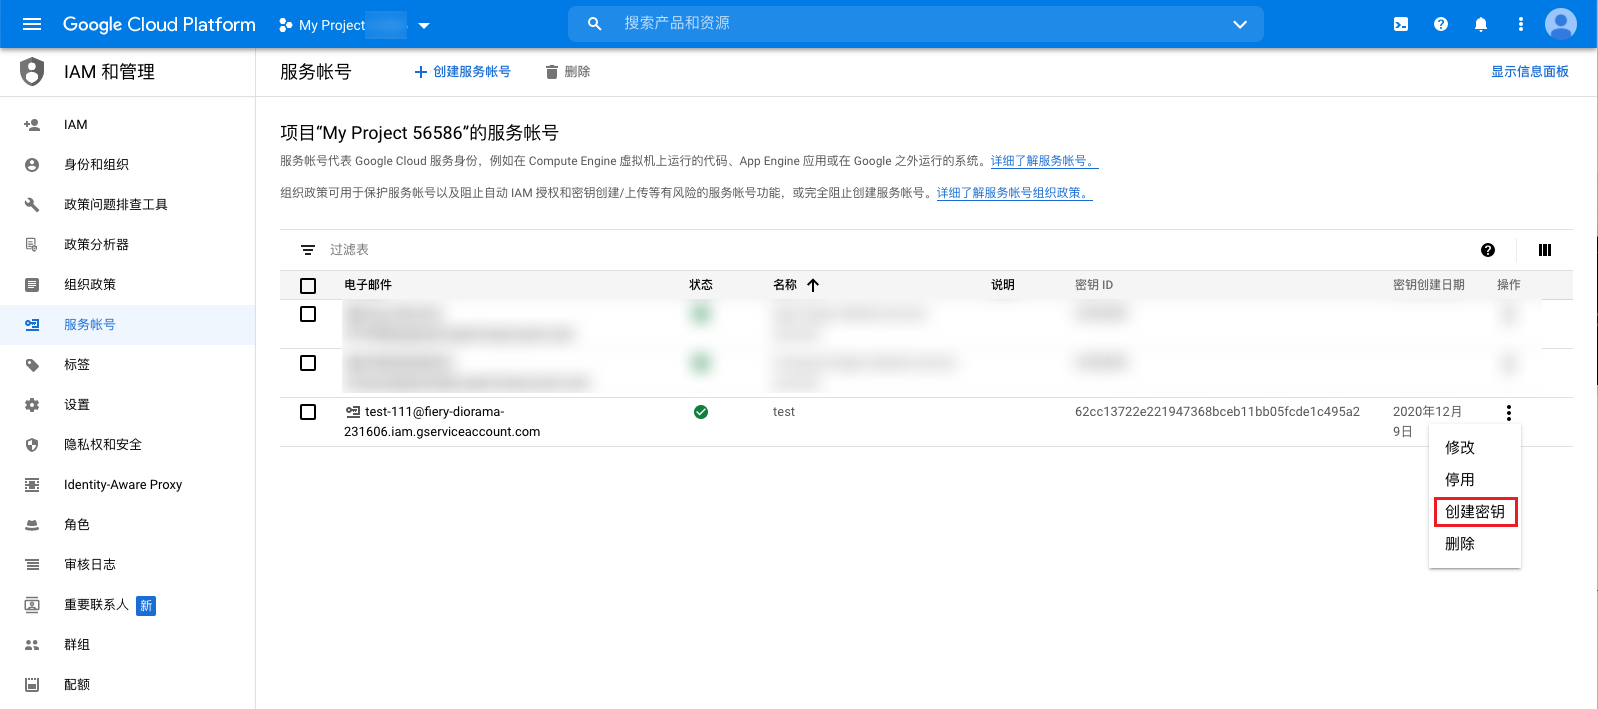 Google Cloud Platform
My Project
搜索产品和资源
IAM 和管理
服务帐号
创建服务帐号
删除
显示信息面板
IAM
身份和组织
政策问题排查工具
政策分析器
组织政策
服务帐号
标签
设置
隐私权和安全
Identity-Aware Proxy
角色
审核日志
重要联系人 新
群组
配额
项目“My Project 56586”的服务帐号
服务帐号代表 Google Cloud 服务身份，例如在 Compute Engine 虚拟机上运行的代码、App Engine 应用或在 Google 之外运行的系统。详细了解服务帐号。
组织政策可用于保护服务帐号以及阻止自动 IAM 授权和密钥创建/上传等有风险的服务帐号功能，或完全阻止创建服务帐号。详细了解服务帐号组织政策。
过滤表
电子邮件 状态 名称 说明 密钥 ID 密钥创建日期 操作
test-111@fiery-diorama- test 62cc13722e221947368bceb11bb05fcde1c495a2 2020年12月
231606.iam.gserviceaccount.com 9日
修改
停用
创建密钥
删除